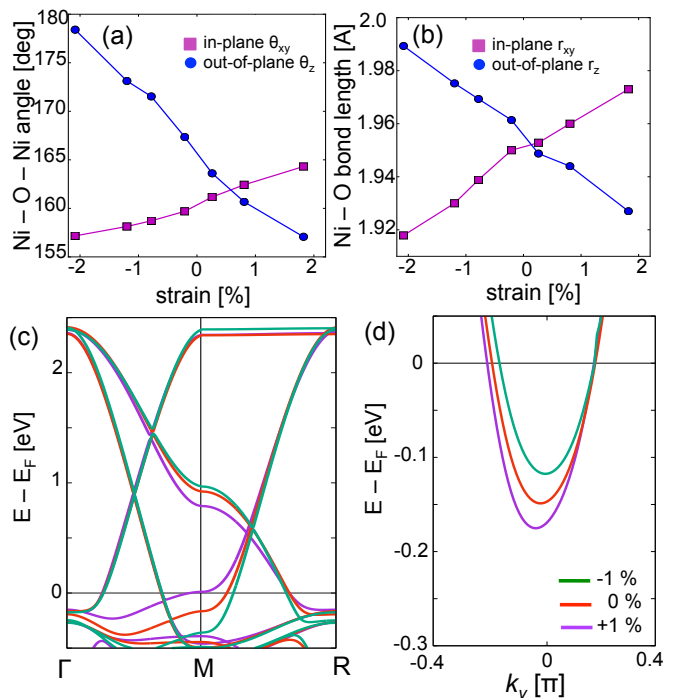 (a)
in-plane θxy
out-of-plane θz
Ni – O – Ni angle [deg]
180
175
170
165
160
155
-2 -1 0 1 2
strain [%]
(b)
in-plane rxy
out-of-plane rz
Ni – O bond length [A]
2.0
1.98
1.96
1.94
1.92
-2 -1 0 1 2
strain [%]
(c)
E – EF [eV]
2
1
0
Γ M R
(d)
E – EF [eV]
0
-0.1
-0.2
-0.3
-1 %
0 %
+1 %
-0.4 0 0.4
ky [π]